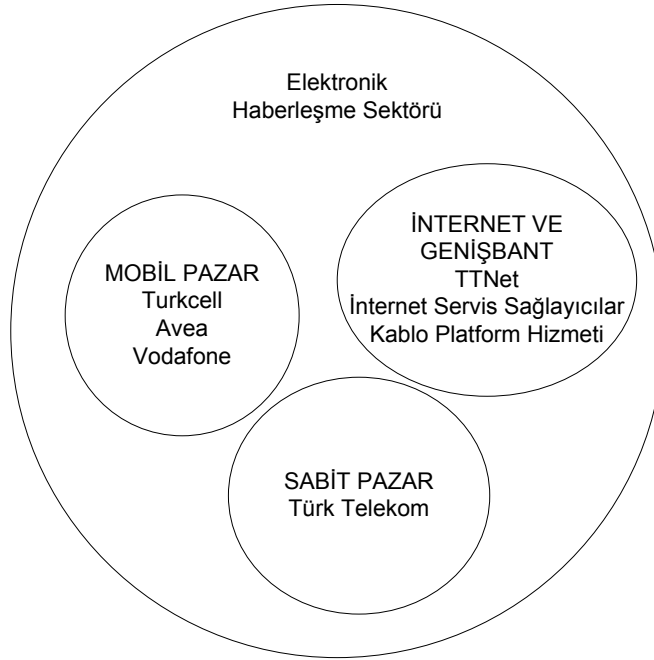 Elektronik
Haberleşme Sektörü
MOBİL PAZAR
Turkcell
Avea
Vodafone
İNTERNET VE
GENİŞBANT
TTNet
İnternet Servis Sağlayıcılar
Kablo Platform Hizmeti
SABİT PAZAR
Türk Telekom